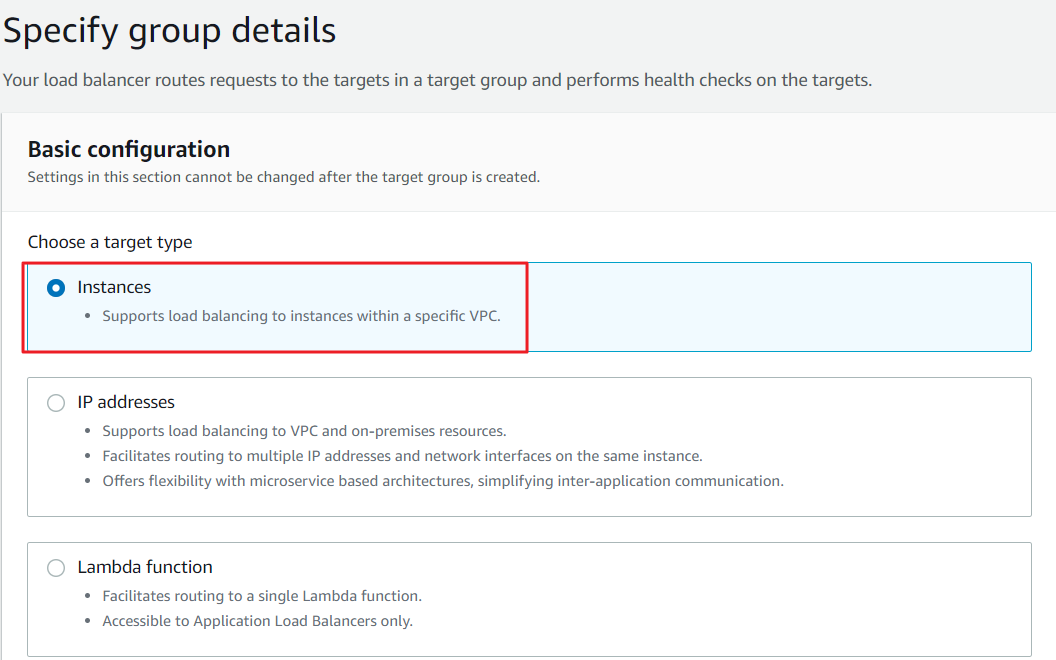 Specify group details
Your load balancer routes requests to the targets in a target group and performs health checks on the targets.
Basic configuration
Settings in this section cannot be changed after the target group is created.
Choose a target type
Instances
• Supports load balancing to instances within a specific VPC.
IP addresses
• Supports load balancing to VPC and on-premises resources.
• Facilitates routing to multiple IP addresses and network interfaces on the same instance.
• Offers flexibility with microservice based architectures, simplifying inter-application communication.
Lambda function
• Facilitates routing to a single Lambda function.
• Accessible to Application Load Balancers only.